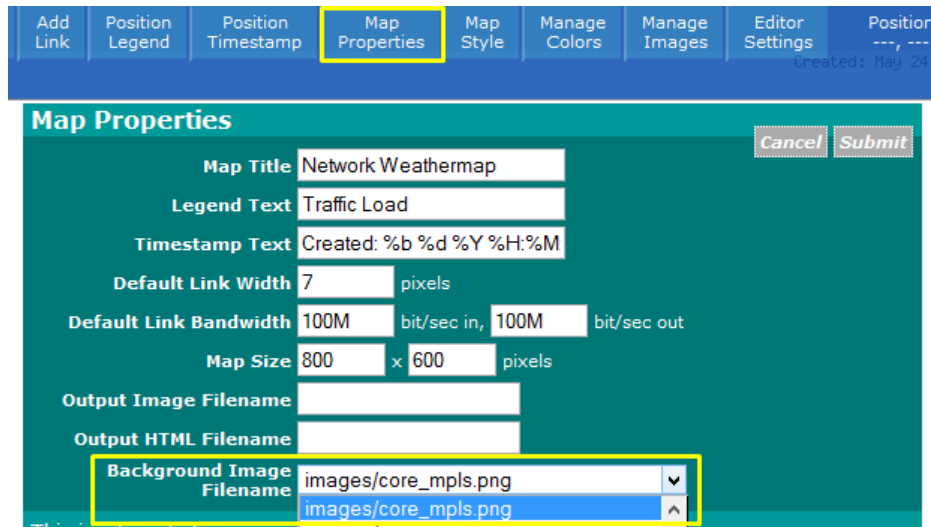 Add Link
Position Legend
Position Timestamp
Map Properties
Map Style
Manage Colors
Manage Images
Editor Settings
Position
---, ---
Created: May 24
Map Properties
Cancel Submit
Map Title Network Weathermap
Legend Text Traffic Load
Timestamp Text Created: %b %d %Y %H:%M
Default Link Width 7 pixels
Default Link Bandwidth 100M bit/sec in, 100M bit/sec out
Map Size 800 x 600 pixels
Output Image Filename
Output HTML Filename
Background Image Filename images/core_mpls.png
images/core_mpls.png